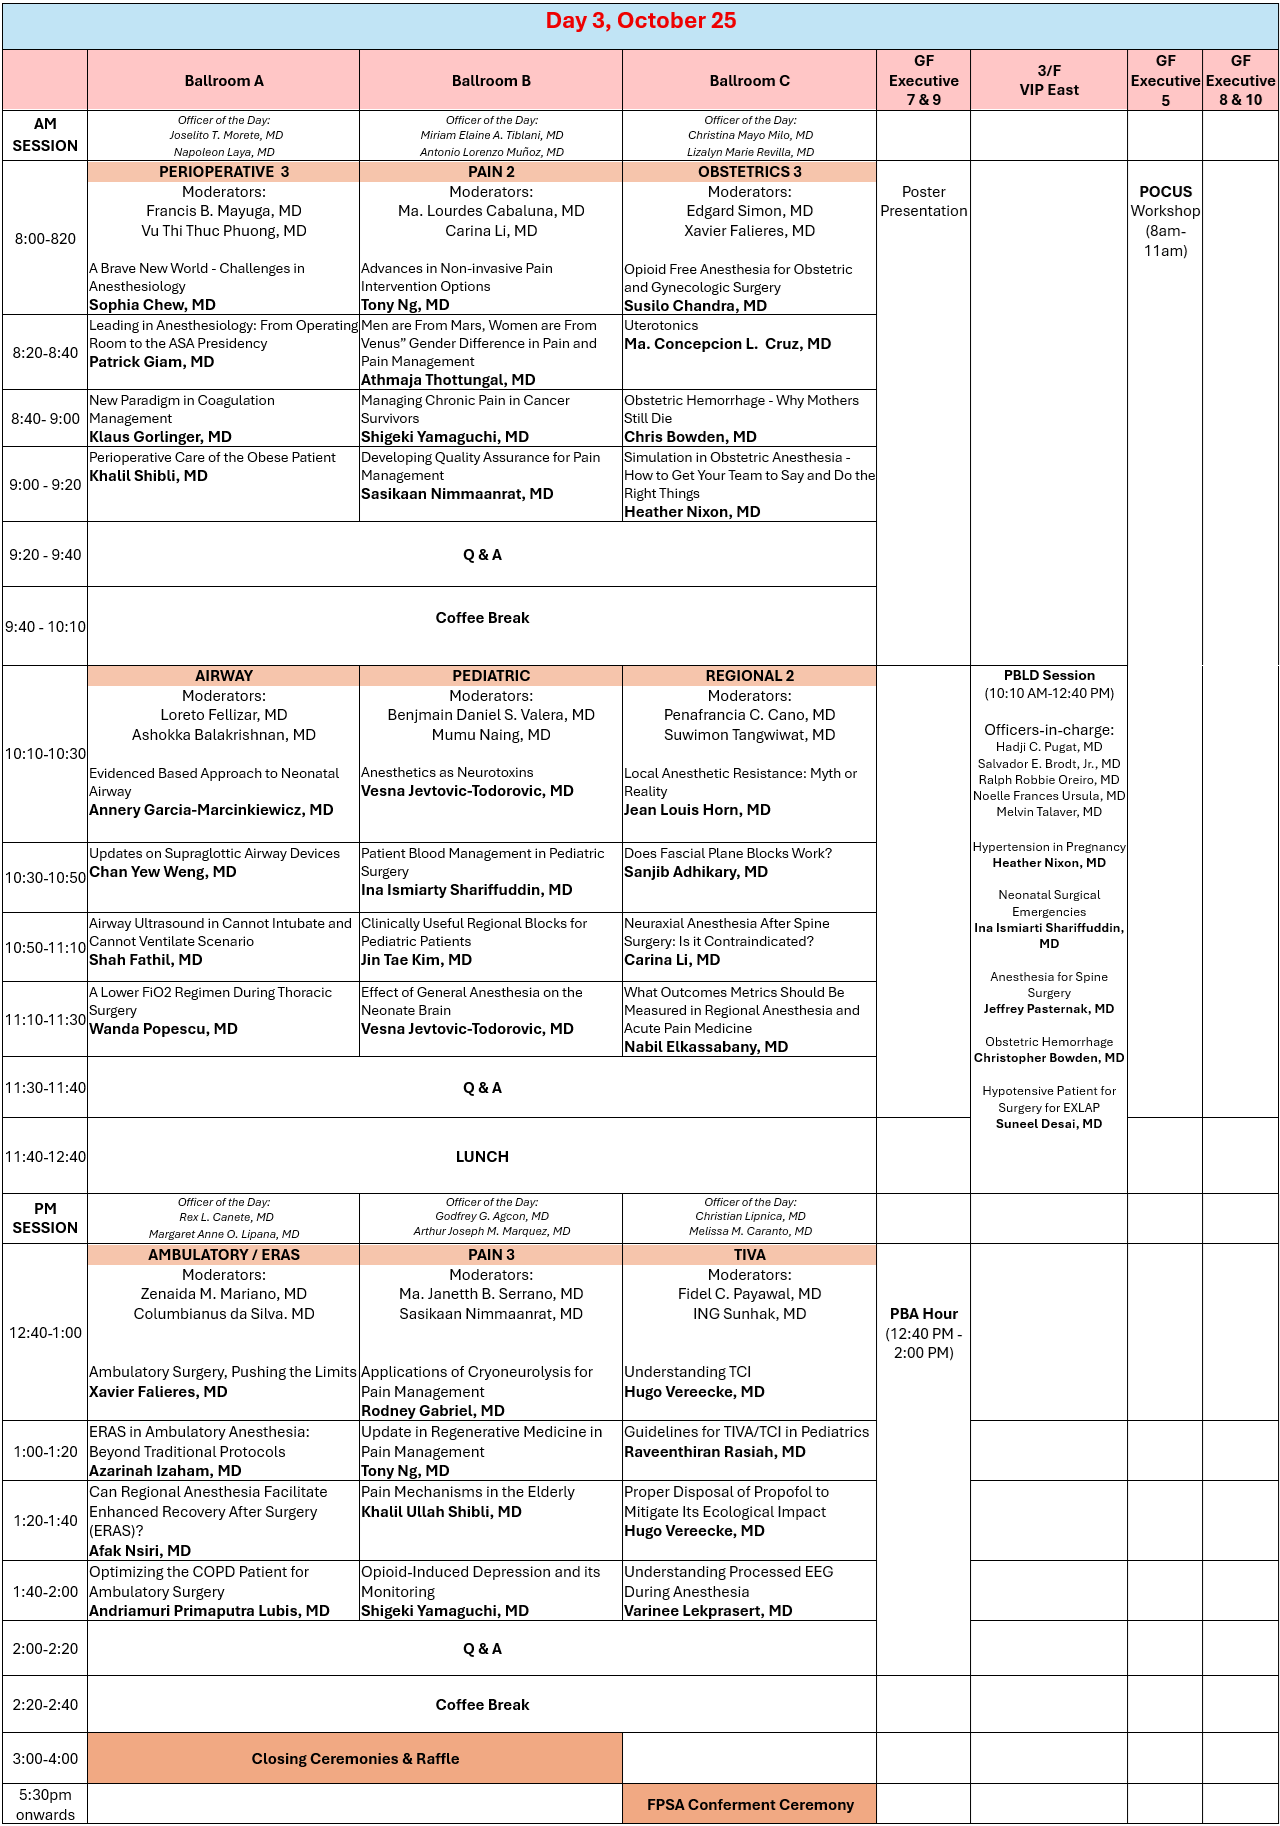 Day 3, October 25
Ballroom A
Ballroom B
Ballroom C
GF
Executive
7 & 9
3/F
VIP East
GF
Executive
5
GF
Executive
8 & 10
AM
SESSION
Officer of the Day:
Joselito T. Morete, MD
Napoleon Laya, MD
Officer of the Day:
Miriam Elaine A. Tiblani, MD
Antonio Lorenzo Muñoz, MD
Officer of the Day:
Christina Mayo Milo, MD
Lizalyn Marie Revilla, MD
8:00-820
PERIOPERATIVE 3
Moderators:
Francis B. Mayuga, MD
Vu Thi Thuc Phuong, MD
A Brave New World - Challenges in
Anesthesiology
Sophia Chew, MD
PAIN 2
Moderators:
Ma. Lourdes Cabaluna, MD
Carina Li, MD
Advances in Non-invasive Pain
Intervention Options
Tony Ng, MD
OBSTETRICS 3
Moderators:
Edgard Simon, MD
Xavier Falieres, MD
Opioid Free Anesthesia for Obstetric
and Gynecologic Surgery
Susilo Chandra, MD
Poster
Presentation
POCUS
Workshop
(8am-
11am)
8:20-8:40
Leading in Anesthesiology: From Operating
Room to the ASA Presidency
Patrick Giam, MD
Men are From Mars, Women are From
Venus” Gender Difference in Pain and
Pain Management
Athmaja Thottungal, MD
Uterotonics
Ma. Concepcion L. Cruz, MD
8:40- 9:00
New Paradigm in Coagulation
Management
Klaus Gorlinger, MD
Managing Chronic Pain in Cancer
Survivors
Shigeki Yamaguchi, MD
Obstetric Hemorrhage - Why Mothers
Still Die
Chris Bowden, MD
9:00 - 9:20
Perioperative Care of the Obese Patient
Khalil Shibli, MD
Developing Quality Assurance for Pain
Management
Sasikaan Nimmaanrat, MD
Simulation in Obstetric Anesthesia -
How to Get Your Team to Say and Do the
Right Things
Heather Nixon, MD
9:20 - 9:40
Q & A
9:40 - 10:10
Coffee Break
10:10-10:30
AIRWAY
Moderators:
Loreto Fellizar, MD
Ashokka Balakrishnan, MD
Evidenced Based Approach to Neonatal
Airway
Annery Garcia-Marcinkiewicz, MD
PEDIATRIC
Moderators:
Benjmain Daniel S. Valera, MD
Mumu Naing, MD
Anesthetics as Neurotoxins
Vesna Jevtovic-Todorovic, MD
REGIONAL 2
Moderators:
Penafrancia C. Cano, MD
Suwimon Tangwiwat, MD
Local Anesthetic Resistance: Myth or
Reality
Jean Louis Horn, MD
PBLD Session
(10:10 AM-12:40 PM)
Officers-in-charge:
Hadji C. Pugat, MD
Salvador E. Brodt, Jr., MD
Ralph Robbie Oreiro, MD
Noelle Frances Ursula, MD
Melvin Talaver, MD
Hypertension in Pregnancy
Heather Nixon, MD
Neonatal Surgical
Emergencies
Ina Ismiarti Shariffuddin,
MD
Anesthesia for Spine
Surgery
Jeffrey Pasternak, MD
Obstetric Hemorrhage
Christopher Bowden, MD
Hypotensive Patient for
Surgery for EXLAP
Suneel Desai, MD
10:30-10:50
Updates on Supraglottic Airway Devices
Chan Yew Weng, MD
Patient Blood Management in Pediatric
Surgery
Ina Ismiarty Shariffuddin, MD
Does Fascial Plane Blocks Work?
Sanjib Adhikary, MD
10:50-11:10
Airway Ultrasound in Cannot Intubate and
Cannot Ventilate Scenario
Shah Fathil, MD
Clinically Useful Regional Blocks for
Pediatric Patients
Jin Tae Kim, MD
Neuraxial Anesthesia After Spine
Surgery: Is it Contraindicated?
Carina Li, MD
11:10-11:30
A Lower FiO2 Regimen During Thoracic
Surgery
Wanda Popescu, MD
Effect of General Anesthesia on the
Neonate Brain
Vesna Jevtovic-Todorovic, MD
What Outcomes Metrics Should Be
Measured in Regional Anesthesia and
Acute Pain Medicine
Nabil Elkassabany, MD
11:30-11:40
Q & A
11:40-12:40
LUNCH
PM
SESSION
Officer of the Day:
Rex L. Canete, MD
Margaret Anne O. Lipana, MD
Officer of the Day:
Godfrey G. Agcon, MD
Arthur Joseph M. Marquez, MD
Officer of the Day:
Christian Lipnica, MD
Melissa M. Caranto, MD
12:40-1:00
AMBULATORY / ERAS
Moderators:
Zenaida M. Mariano, MD
Columbianus da Silva. MD
Ambulatory Surgery, Pushing the Limits
Xavier Falieres, MD
PAIN 3
Moderators:
Ma. Janetth B. Serrano, MD
Sasikaan Nimmaanrat, MD
Applications of Cryoneurolysis for
Pain Management
Rodney Gabriel, MD
TIVA
Moderators:
Fidel C. Payawal, MD
ING Sunhak, MD
Understanding TCI
Hugo Vereecke, MD
PBA Hour
(12:40 PM -
2:00 PM)
1:00-1:20
ERAS in Ambulatory Anesthesia:
Beyond Traditional Protocols
Azarinah Izaham, MD
Update in Regenerative Medicine in
Pain Management
Tony Ng, MD
Guidelines for TIVA/TCI in Pediatrics
Raveenthiran Rasiah, MD
1:20-1:40
Can Regional Anesthesia Facilitate
Enhanced Recovery After Surgery
(ERAS)?
Afak Nsiri, MD
Pain Mechanisms in the Elderly
Khalil Ullah Shibli, MD
Proper Disposal of Propofol to
Mitigate Its Ecological Impact
Hugo Vereecke, MD
1:40-2:00
Optimizing the COPD Patient for
Ambulatory Surgery
Andriamuri Primaputra Lubis, MD
Opioid-Induced Depression and its
Monitoring
Shigeki Yamaguchi, MD
Understanding Processed EEG
During Anesthesia
Varinee Lekprasert, MD
2:00-2:20
Q & A
2:20-2:40
Coffee Break
3:00-4:00
Closing Ceremonies & Raffle
5:30pm
onwards
FPSA Conferment Ceremony